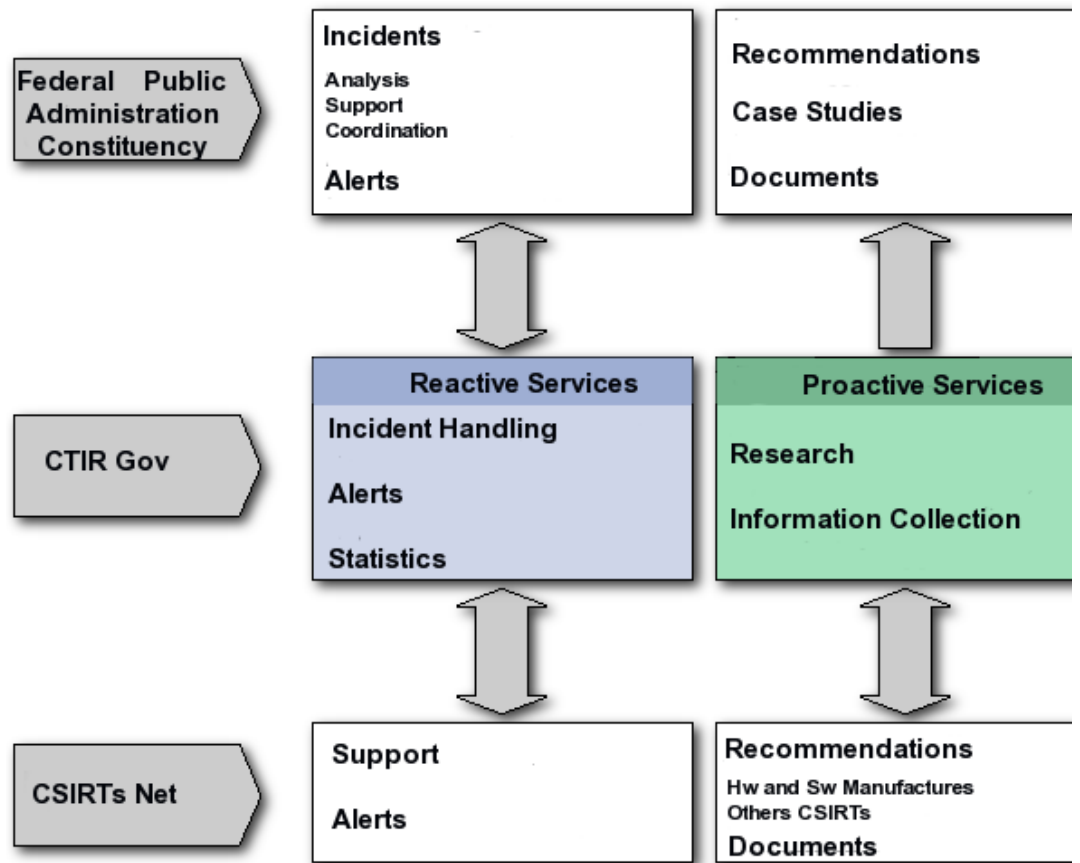 Federal Public
Administration
Constituency
Incidents
Analysis
Support
Coordination
Alerts
Recommendations
Case Studies
Documents
CTIR Gov
Reactive Services
Incident Handling
Alerts
Statistics
Proactive Services
Research
Information Collection
CSIRTs Net
Support
Alerts
Recommendations
Hw and Sw Manufactures
Others CSIRTs
Documents